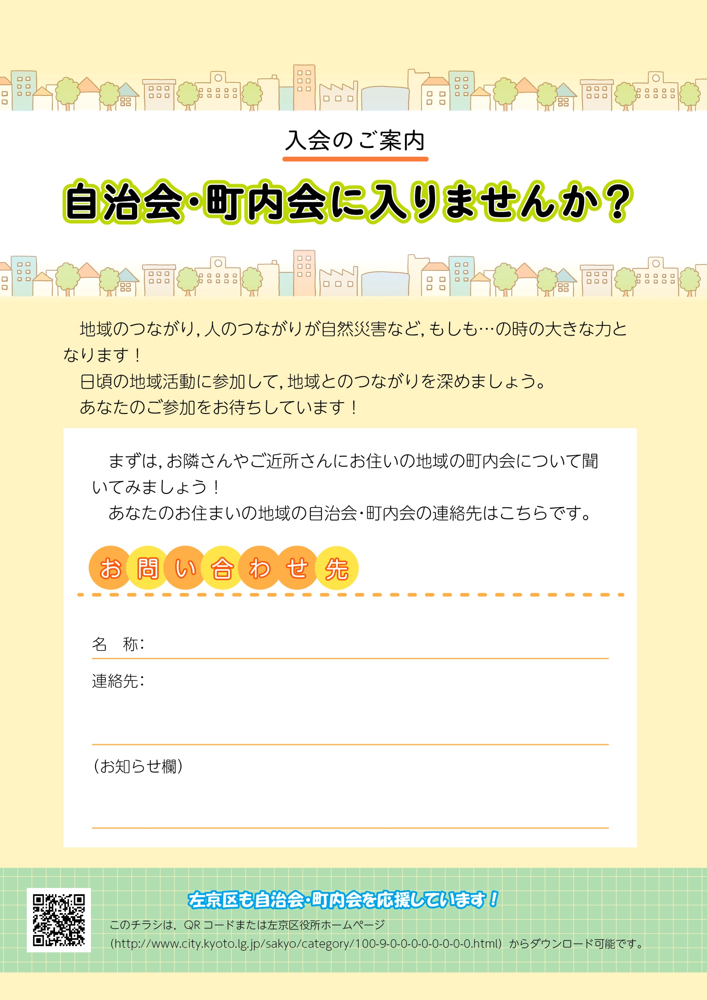 入会のご案内
自治会・町内会に入りませんか？
地域のつながり，人のつながりが自然災害など，もしも…の時の大きな力と
なります！
日頃の地域活動に参加して，地域とのつながりを深めましょう。
あなたのご参加をお待ちしています！
まずは，お隣さんやご近所さんにお住いの地域の町内会について聞
いてみましょう！
あなたのお住まいの地域の自治会・町内会の連絡先はこちらです。
お問い合わせ先
名　称：
連絡先：
（お知らせ欄）
左京区も自治会・町内会を応援しています！
このチラシは，QRコードまたは左京区役所ホームページ
（http://www.city.kyoto.lg.jp/sakyo/category/100-9-0-0-0-0-0-0-0-0.html）からダウンロード可能です。